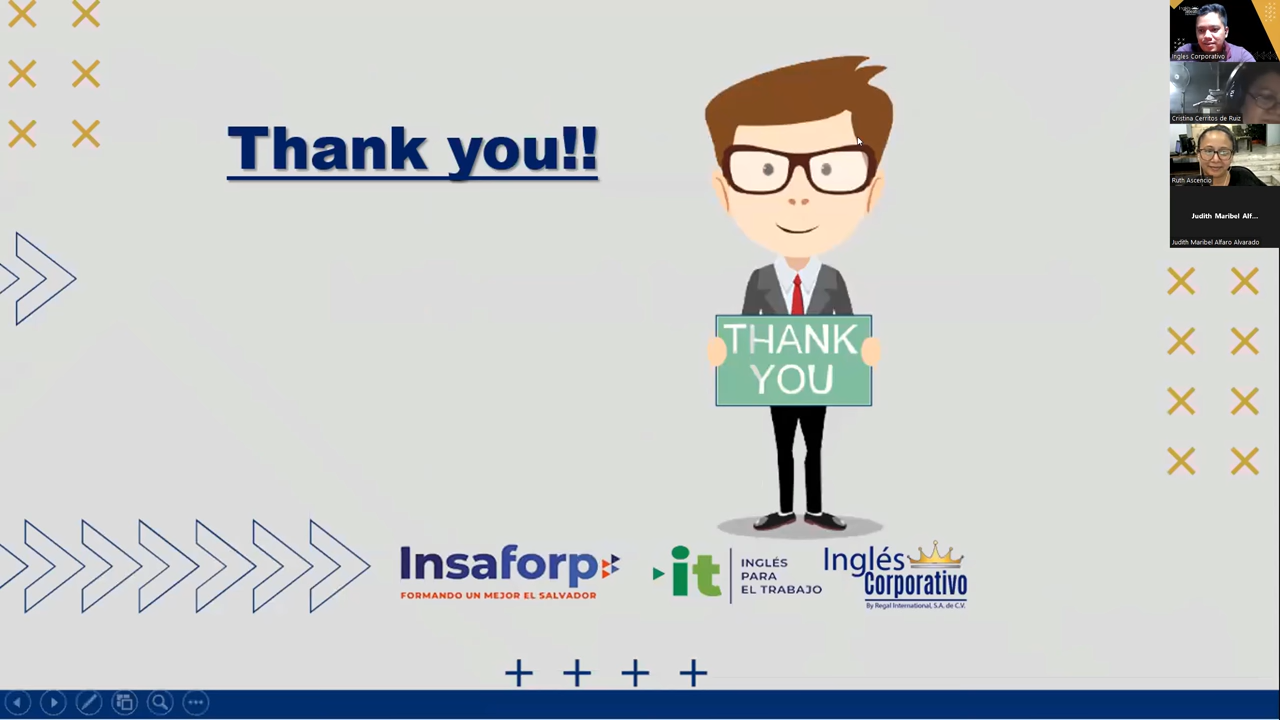 Thank you!!
THANK
YOU
Insaforp
FORMANDO UN MEJOR EL SALVADOR
it
INGLÉS
PARA
EL TRABAJO
Inglés
Corporativo
By Regal International, S.A. de C.V.
Ingles Corporativo
Cristina Cerritos de Ruiz
Ruth Ascencio
Judith Maribel Alf...
Judith Maribel Alfaro Alvarado